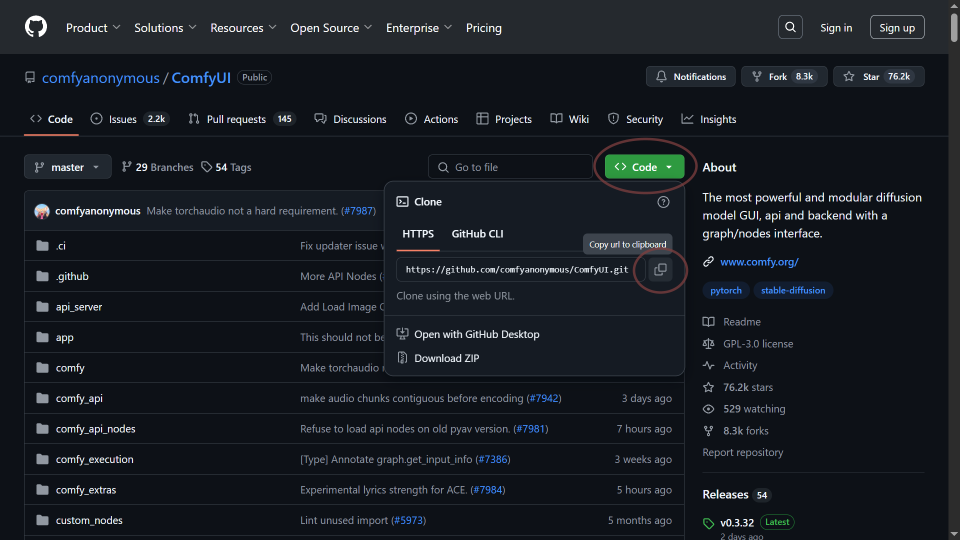 Product Solutions Resources Open Source Enterprise Pricing Sign in Sign up
comfyanonymous / ComfyUI Public Notifications Fork 8.3k Star 76.2k
Code Issues 2.2k Pull requests 145 Discussions Actions Projects Wiki Security Insights
master 29 Branches 54 Tags Go to file Code
comfyanonymous Make torchaudio not a hard requirement. (#7987)
.ci Fix updater issue
.github More API Nodes (
api_server Add Load Image
app This should not be
comfy Make torchaudio
comfy_api make audio chunks contiguous before encoding (#7942) 3 days ago
comfy_api_nodes Refuse to load api nodes on old pyav version. (#7981) 7 hours ago
comfy_execution [Type] Annotate graph.get_input_info (#7386) 3 weeks ago
comfy_extras Experimental lyrics strength for ACE. (#7984) 5 hours ago
custom_nodes Lint unused import (#5973) 5 months ago
Clone
HTTPS GitHub CLI
Copy url to clipboard
https://github.com/comfyanonymous/ComfyUI.git
Clone using the web URL.
Open with GitHub Desktop
Download ZIP
About
The most powerful and modular diffusion
model GUI, api and backend with a
graph/nodes interface.
www.comfy.org/
pytorch stable-diffusion
Readme
GPL-3.0 license
Activity
76.2k stars
529 watching
8.3k forks
Report repository
Releases 54
v0.3.32 Latest
2 days ago